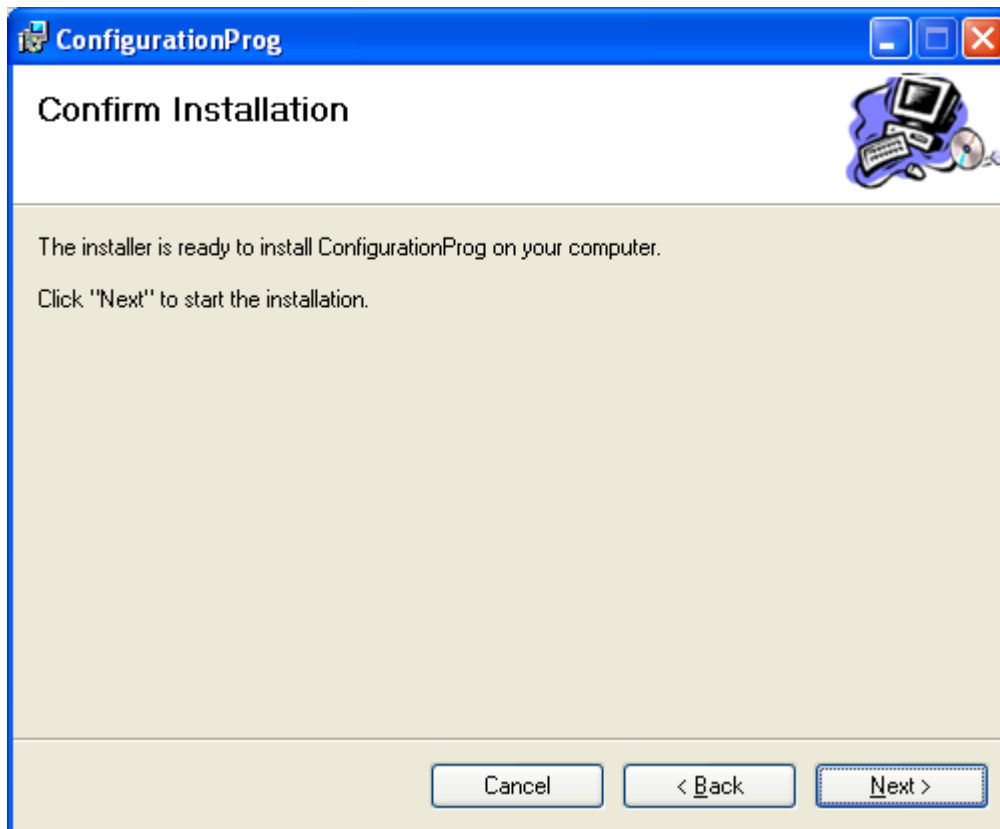 ConfigurationProg
Confirm Installation
The installer is ready to install ConfigurationProg on your computer.
Click "Next" to start the installation.
Cancel
< Back
Next >